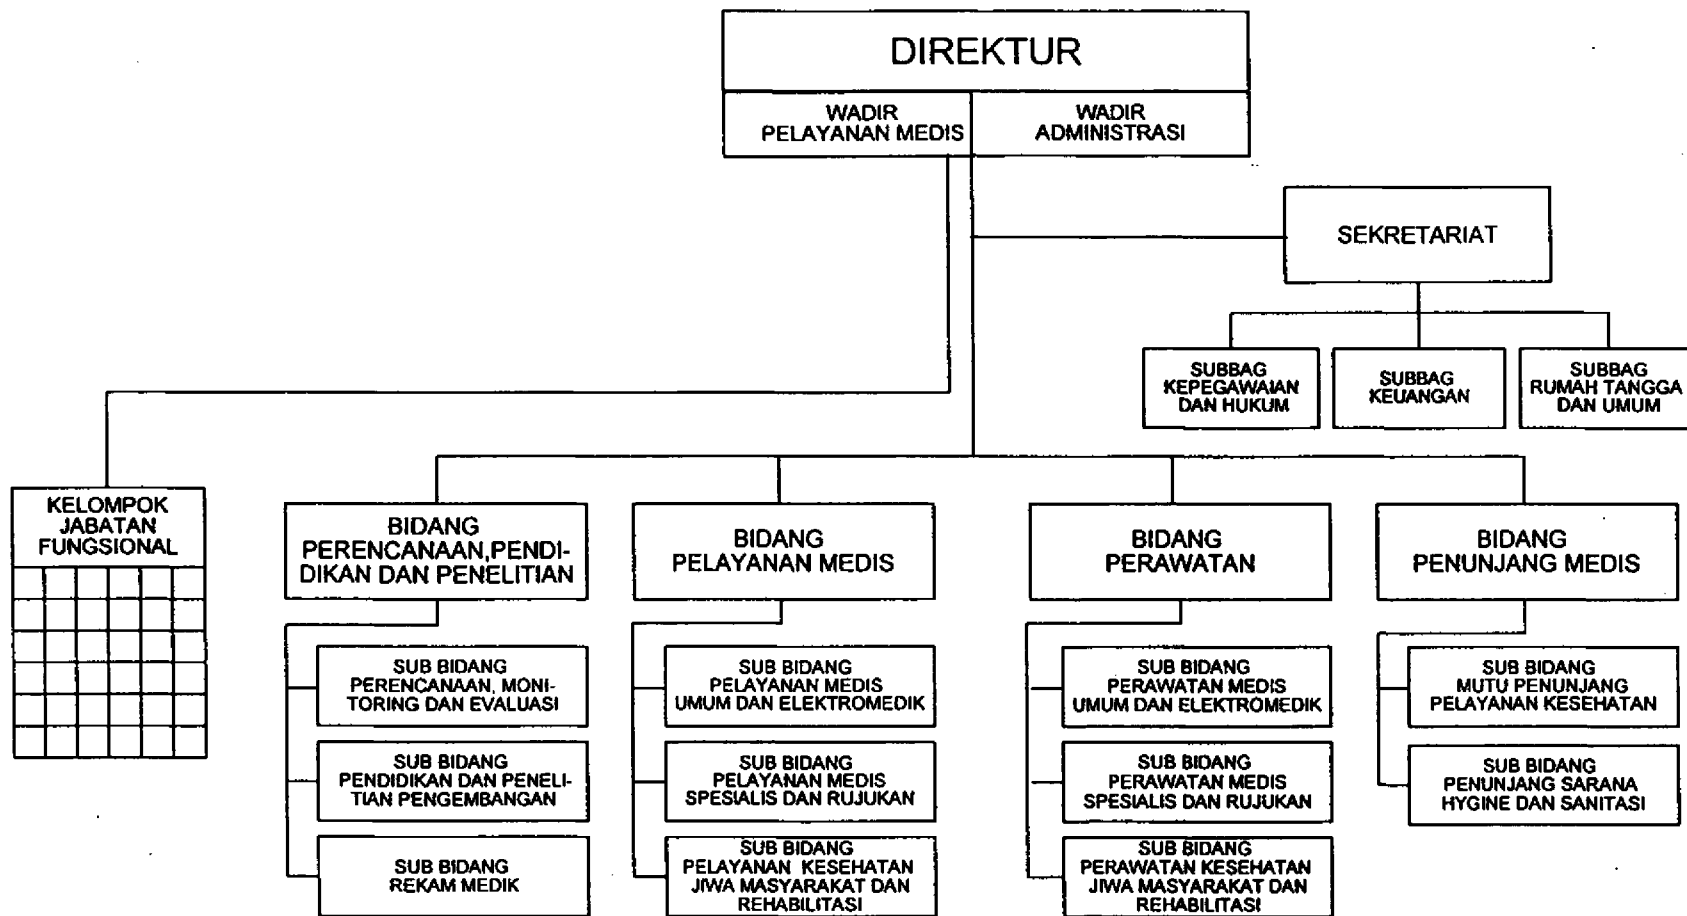 DIREKTUR
WADIR
PELAYANAN MEDIS
WADIR
ADMINISTRASI
SEKRETARIAT
SUBBAG
KEPEGAWAIAN
DAN HUKUM
SUBBAG
KEUANGAN
SUBBAG
RUMAH TANGGA
DAN UMUM
KELOMPOK
JABATAN
FUNGSIONAL
BIDANG
PERENCANAAN,PENDI-
DIKAN DAN PENELITIAN
BIDANG
PELAYANAN MEDIS
BIDANG
PERAWATAN
BIDANG
PENUNJANG MEDIS
SUB BIDANG
PERENCANAAN, MONI-
TORING DAN EVALUASI
SUB BIDANG
PENDIDIKAN DAN PENELI-
TIAN PENGEMBANGAN
SUB BIDANG
REKAM MEDIK
SUB BIDANG
PELAYANAN MEDIS
UMUM DAN ELEKTROMEDIK
SUB BIDANG
PELAYANAN MEDIS
SPESIALIS DAN RUJUKAN
SUB BIDANG
PELAYANAN KESEHATAN
JIWA MASYARAKAT DAN
REHABILITASI
SUB BIDANG
PERAWATAN MEDIS
UMUM DAN ELEKTROMEDIK
SUB BIDANG
PERAWATAN MEDIS
SPESIALIS DAN RUJUKAN
SUB BIDANG
PERAWATAN KESEHATAN
JIWA MASYARAKAT DAN
REHABILITASI
SUB BIDANG
MUTU PENUNJANG
PELAYANAN KESEHATAN
SUB BIDANG
PENUNJANG SARANA
HYGINE DAN SANITASI